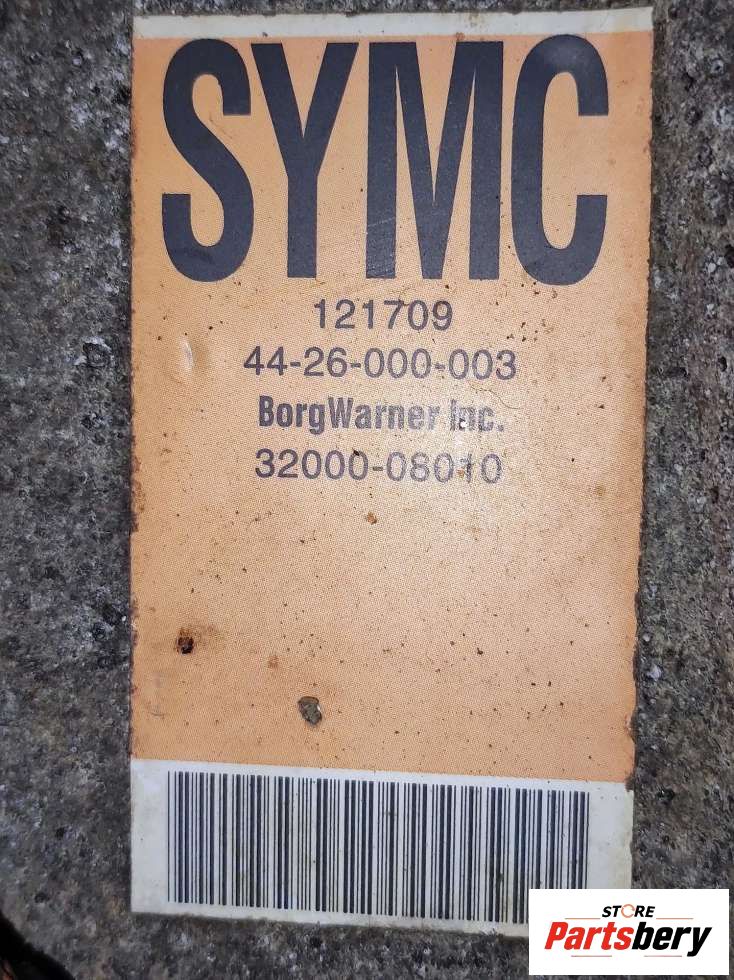 SYMC
121709
44-26-000-003
BorgWarner Inc.
32000-08010
STORE
Partsbery